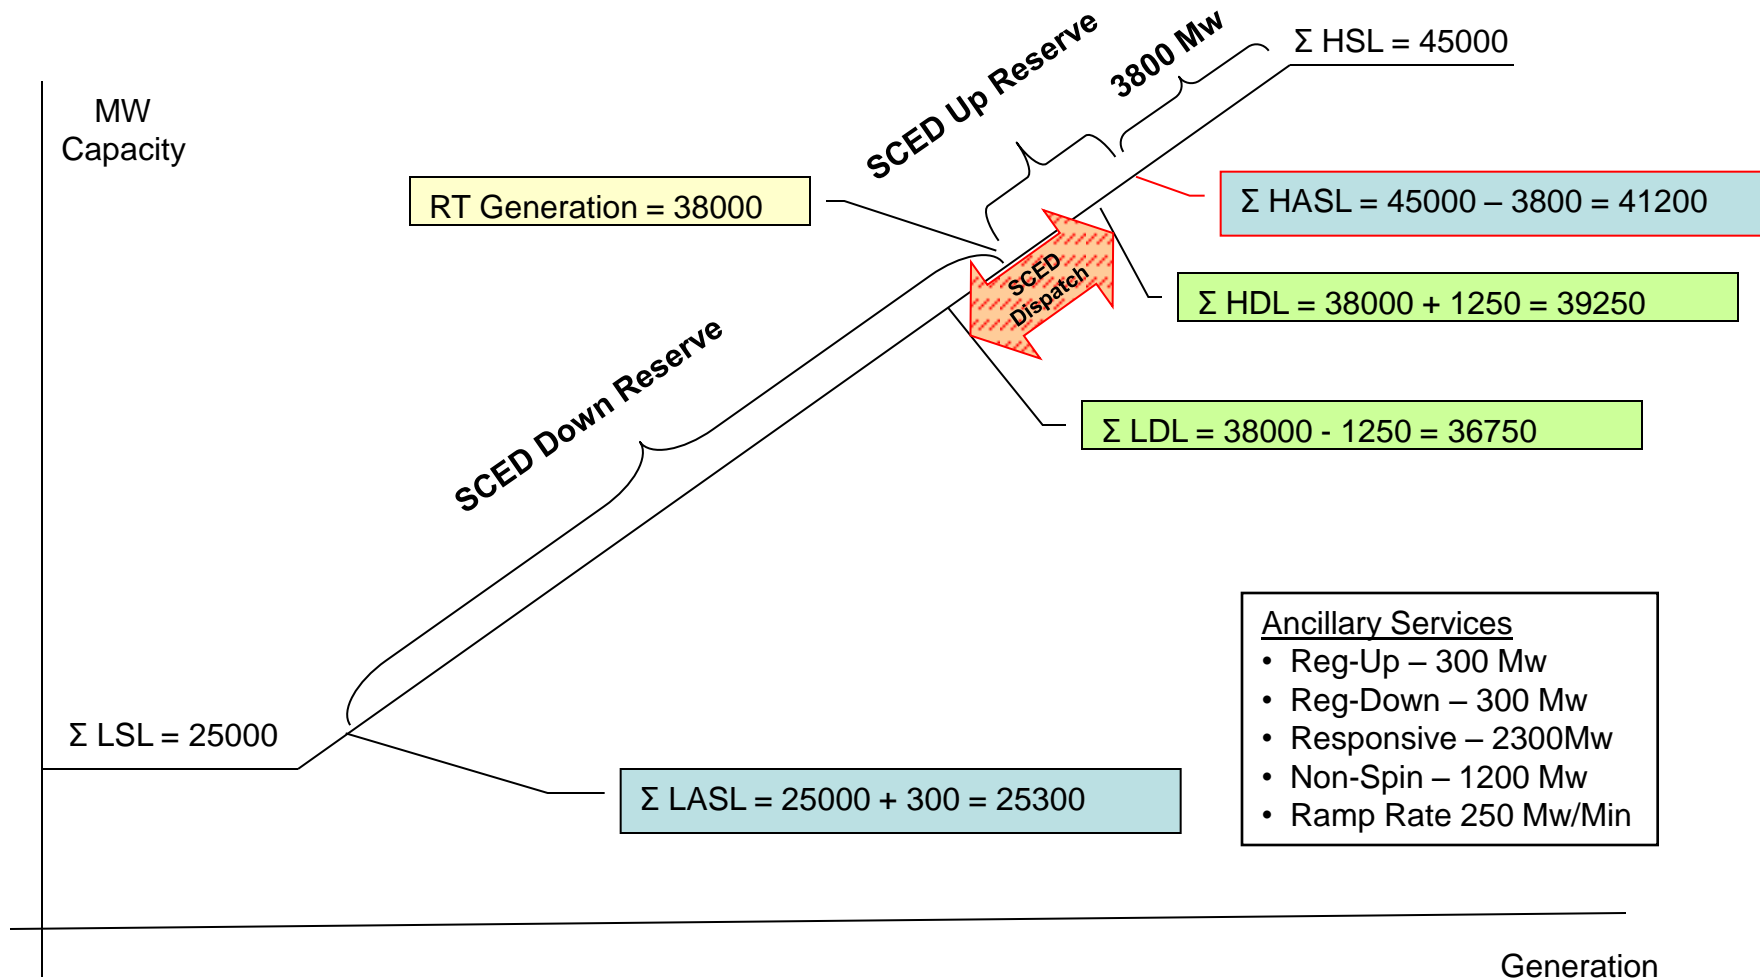 Σ HSL = 45000
3800 Mw
SCED Up Reserve
MW
Capacity
RT Generation = 38000
Σ HASL = 45000 – 3800 = 41200
SCED
Dispatch
Σ HDL = 38000 + 1250 = 39250
SCED Down Reserve
Σ LDL = 38000 - 1250 = 36750
Ancillary Services
• Reg-Up – 300 Mw
• Reg-Down – 300 Mw
• Responsive – 2300Mw
• Non-Spin – 1200 Mw
• Ramp Rate 250 Mw/Min
Σ LSL = 25000
Σ LASL = 25000 + 300 = 25300
Generation